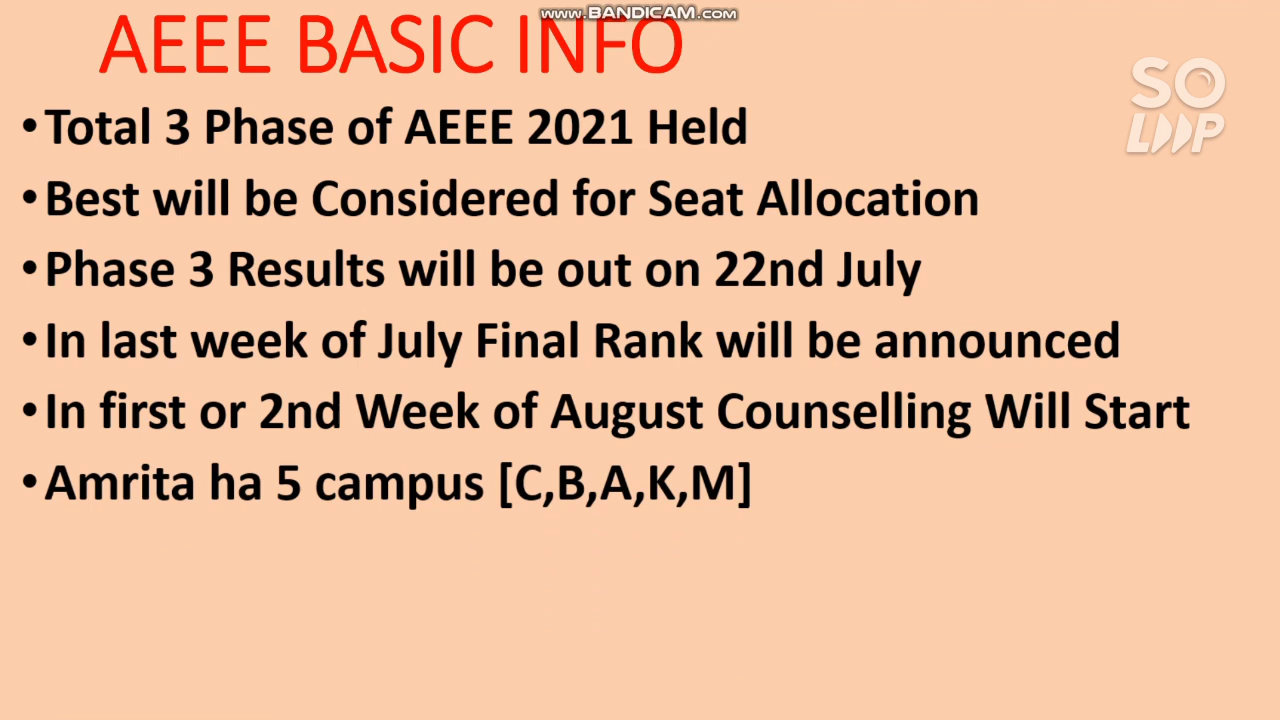 www.BANDICAM.com
AEEE BASIC INFO
SO
LOOP
•Total 3 Phase of AEEE 2021 Held
•Best will be Considered for Seat Allocation
•Phase 3 Results will be out on 22nd July
•In last week of July Final Rank will be announced
•In first or 2nd Week of August Counselling Will Start
•Amrita ha 5 campus [C,B,A,K,M]